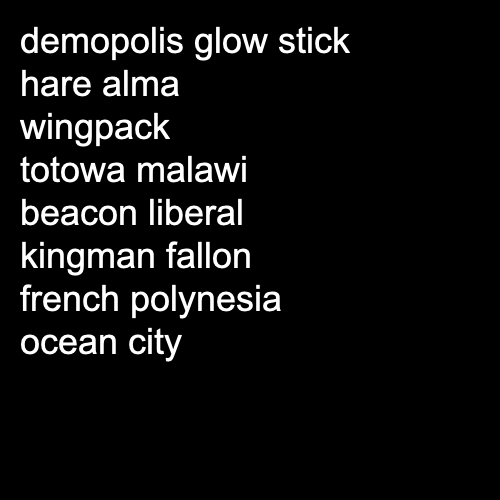 demopolis glow stick
hare alma
wingpack
totowa malawi
beacon liberal
kingman fallon
french polynesia
ocean city